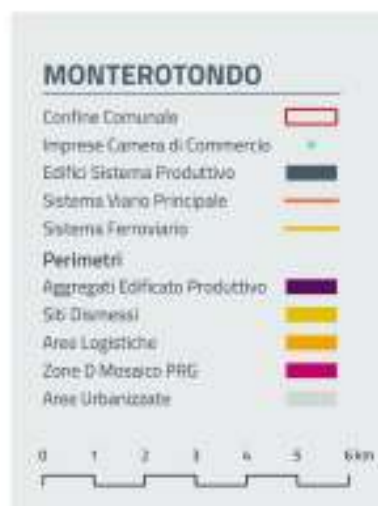 MONTEROTONDO
Confine Comunale
Imprese Camera di Commercio
Edifici Sistema Produttivo
Sistema Viario Principale
Sistema Ferroviario
Perimetri
Aggregati Edificato Produttivo
Siti Dismessi
Aree Logistiche
Zone D Mosaico PRG
Aree Urbanizzate
0 1 2 3 4 5 6 km